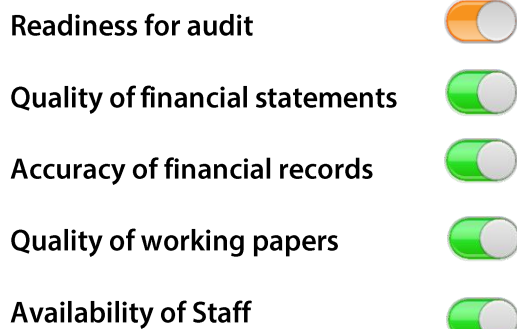 Readiness for audit
Quality of financial statements
Accuracy of financial records
Quality of working papers
Availability of Staff